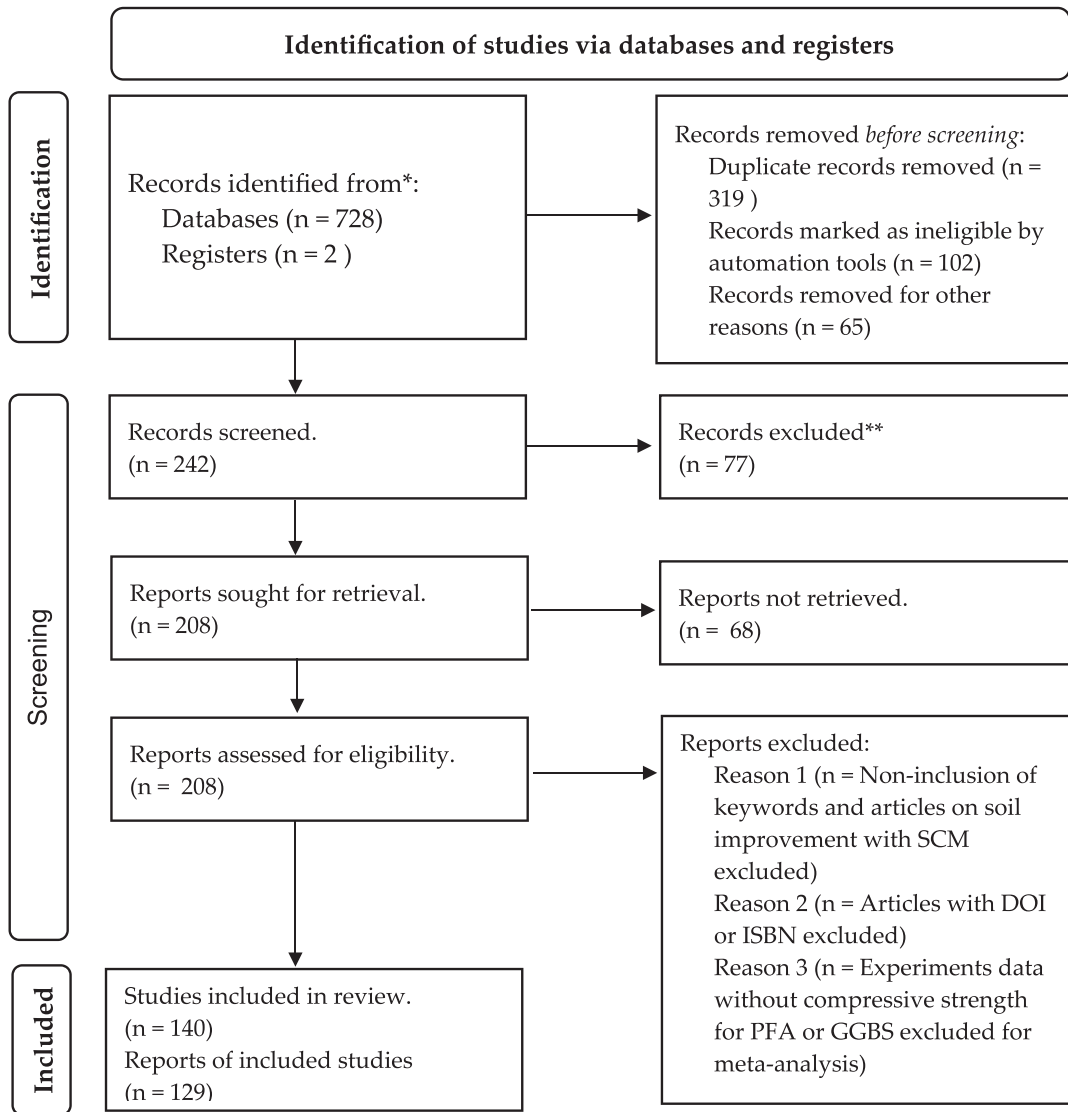 Identification of studies via databases and registers
Identification
Records identified from*:
Databases (n = 728)
Registers (n = 2 )
Records removed before screening:
Duplicate records removed (n =
319 )
Records marked as ineligible by
automation tools (n = 102)
Records removed for other
reasons (n = 65)
Screening
Records screened.
(n = 242)
Records excluded**
(n = 77)
Reports sought for retrieval.
(n = 208)
Reports not retrieved.
(n = 68)
Reports assessed for eligibility.
(n = 208)
Reports excluded:
Reason 1 (n = Non-inclusion of
keywords and articles on soil
improvement with SCM
excluded)
Reason 2 (n = Articles with DOI
or ISBN excluded)
Reason 3 (n = Experiments data
without compressive strength
for PFA or GGBS excluded for
meta-analysis)
Included
Studies included in review.
(n = 140)
Reports of included studies
(n = 129)